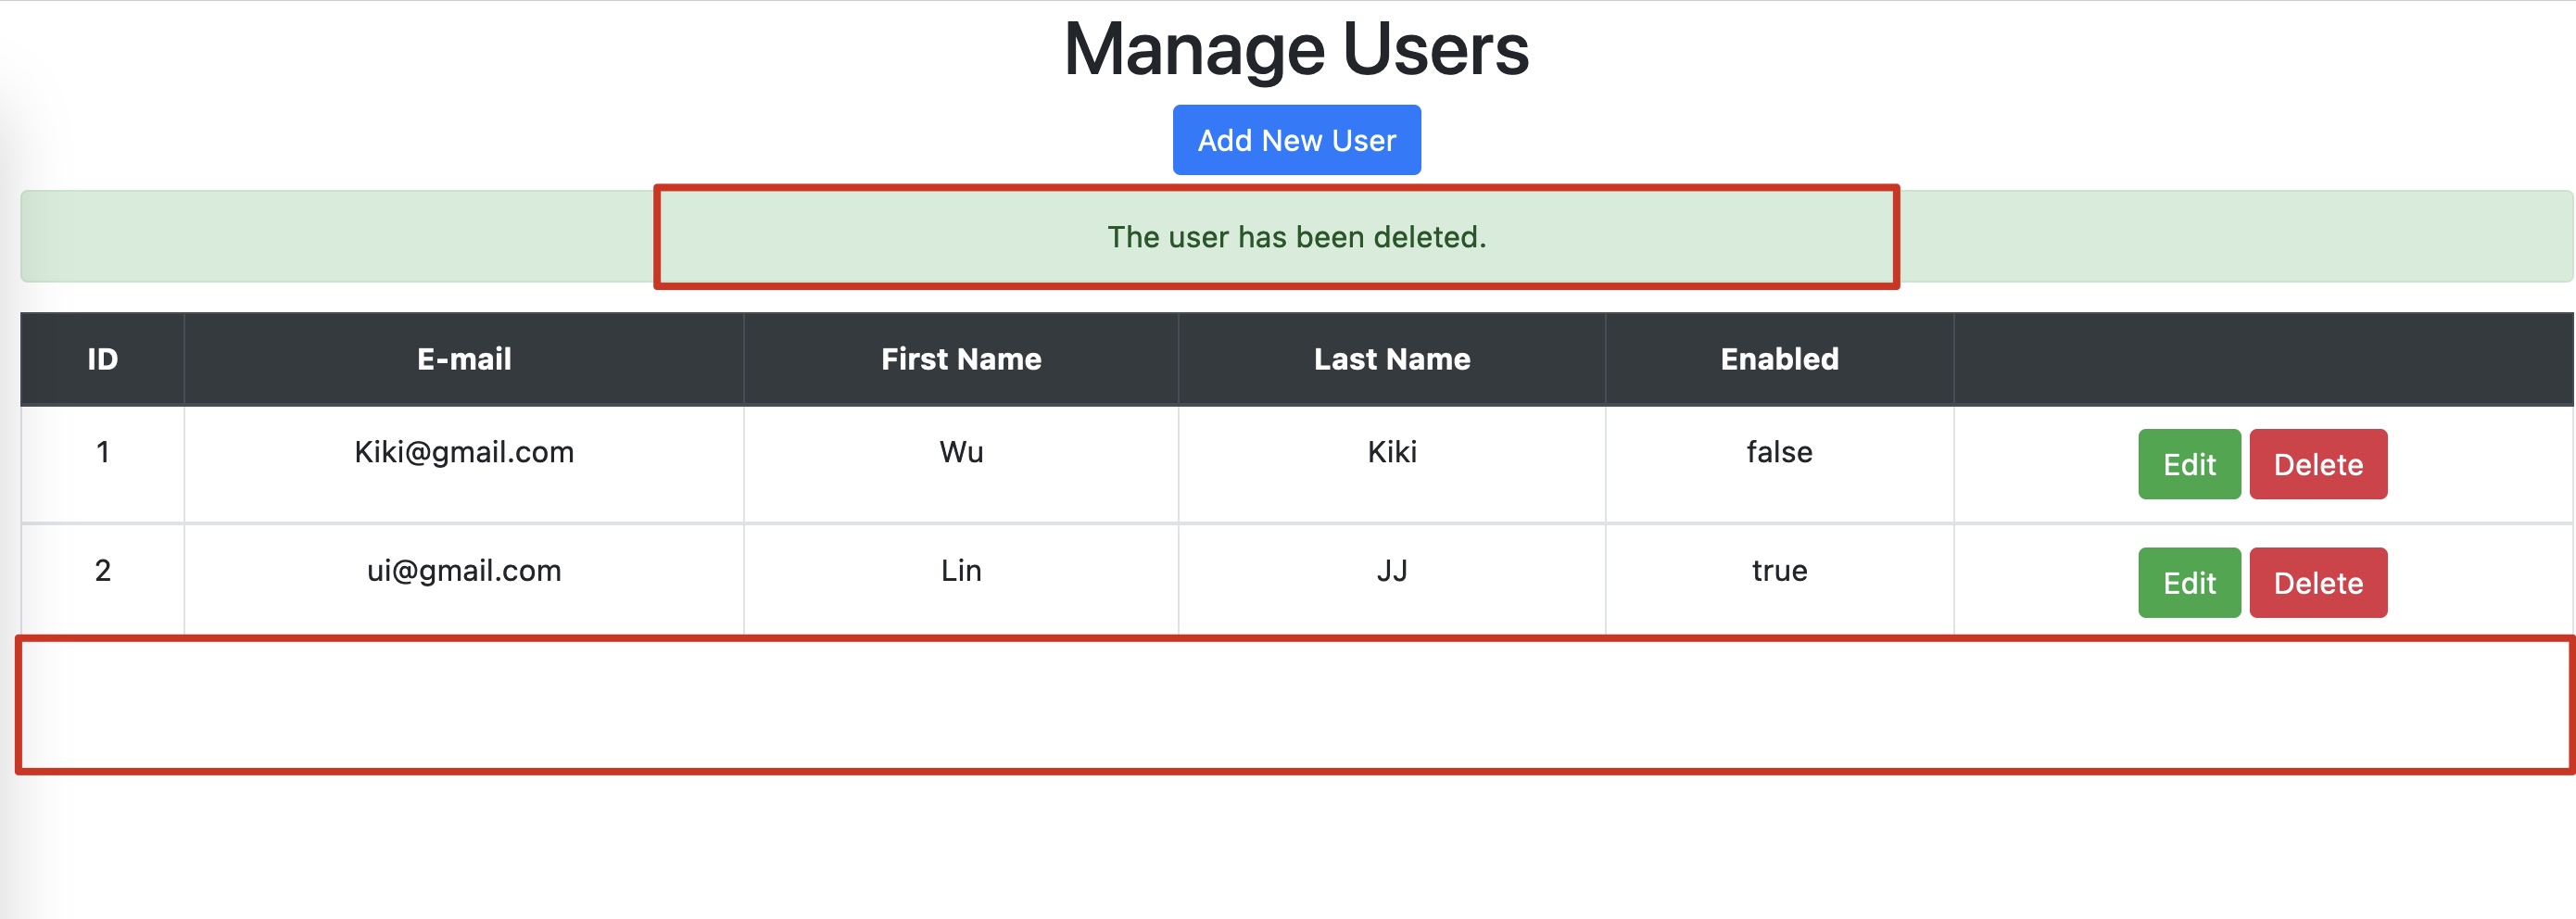 Manage Users
Add New User
The user has been deleted.
ID E-mail First Name Last Name Enabled
1 Kiki@gmail.com Wu Kiki false Edit Delete
2 ui@gmail.com Lin JJ true Edit Delete